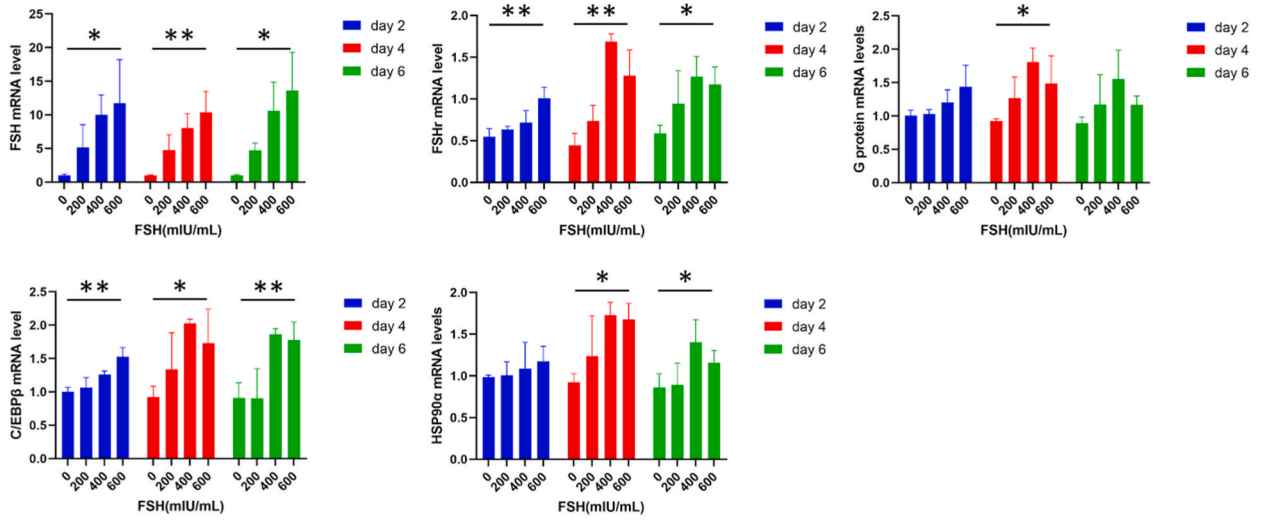 FSH mRNA level
25
20
15
10
5
0
* ** *
0 200 400 600 0 200 400 600 0 200 400 600
FSH(mIU/mL)
day 2
day 4
day 6
FSHr mRNA level
2.0
1.5
1.0
0.5
0.0
** ** *
0 200 400 600 0 200 400 600 0 200 400 600
FSH(mIU/mL)
day 2
day 4
day 6
G protein mRNA levels
2.5
2.0
1.5
1.0
0.5
0.0
*
0 200 400 600 0 200 400 600 0 200 400 600
FSH(mIU/mL)
day 2
day 4
day 6
C/EBPβ mRNA level
2.5
2.0
1.5
1.0
0.5
0.0
** * **
0 200 400 600 0 200 400 600 0 200 400 600
FSH(mIU/mL)
day 2
day 4
day 6
HSP90α mRNA levels
2.0
1.5
1.0
0.5
0.0
* *
0 200 400 600 0 200 400 600 0 200 400 600
FSH(mIU/mL)
day 2
day 4
day 6